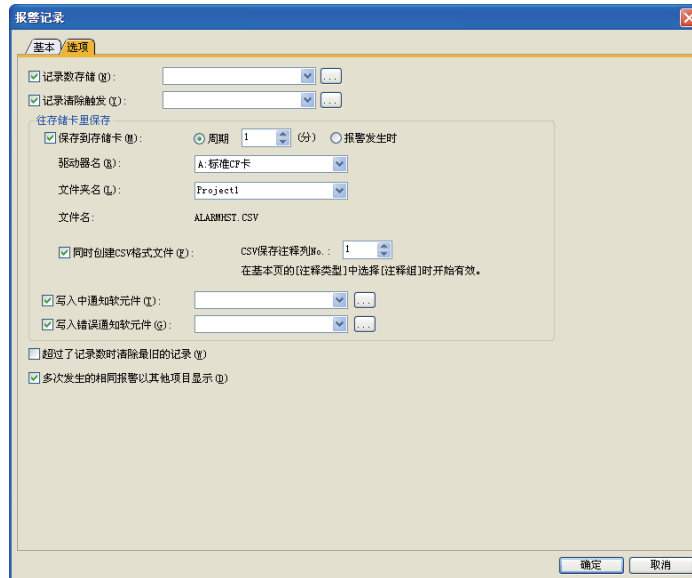 报警记录
基本 选项
记录数存储(N): ...
记录清除触发(Y): ...
往存储卡里保存
保存到存储卡(M): 周期 1 (分) 报警发生时
驱动器名(R): A:标准CF卡
文件夹名(L): Project1
文件名: ALARMHST.CSV
同时创建CSV格式文件(F): CSV保存注释列No.: 1
在基本页的[注释类型]中选择[注释组]时开始有效。
写入中通知软元件(T): ...
写入错误通知软元件(G): ...
超过了记录数时清除最旧的记录(W)
多次发生的相同报警以其他项目显示(D)
确定 取消